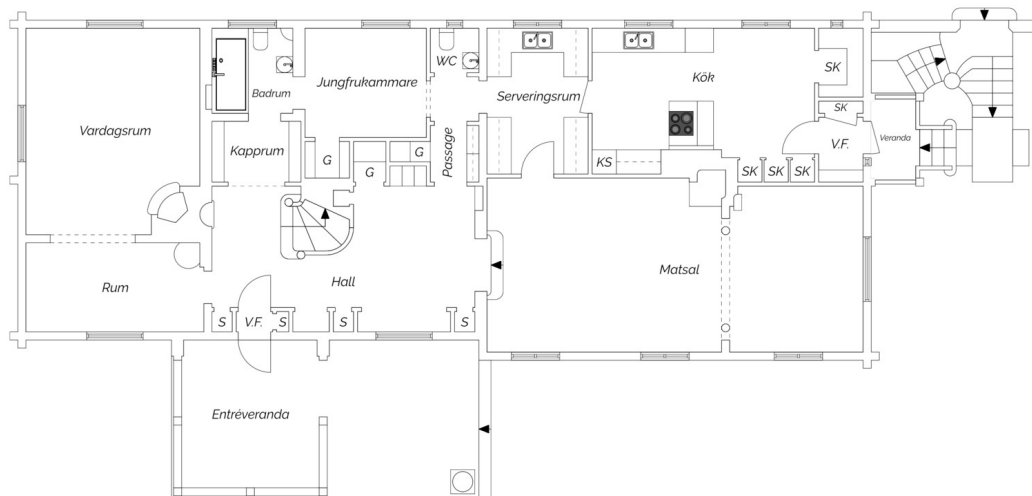 WC
Jungfrukammare
SK
Kök
Badrum
Serveringsrum
SK
Vardagsrum
V.F.
Veranda
Kapprum
G
G
Passage
KS
G
SK
SK
SK
Matsal
Hall
Rum
S
V.F.
S
S
S
Entréveranda